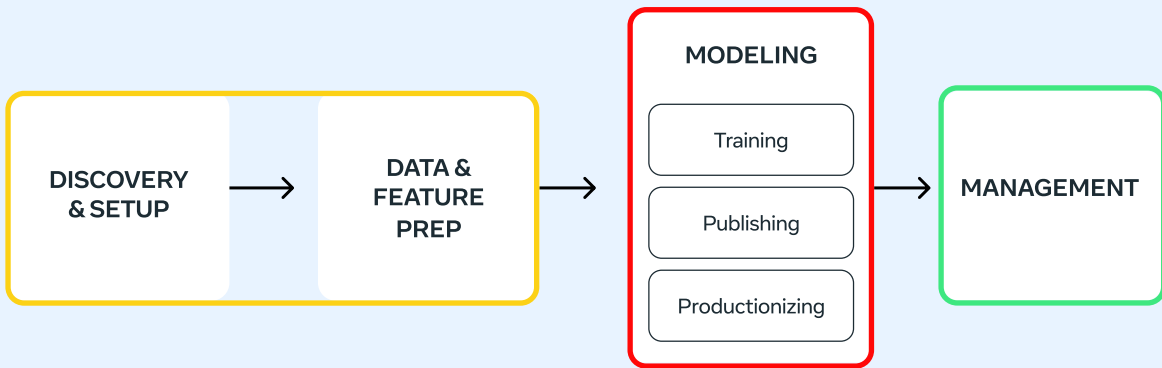 DISCOVERY
& SETUP
DATA &
FEATURE
PREP
MODELING
Training
Publishing
Productionizing
MANAGEMENT